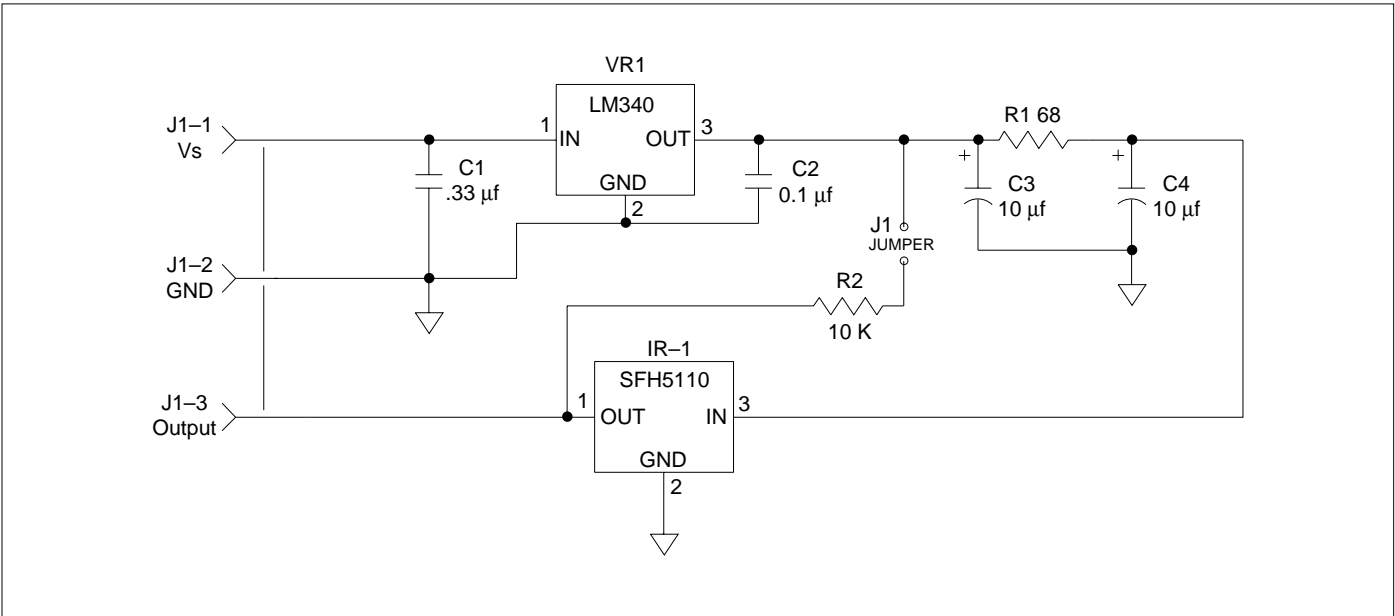 VR1
LM340
J1–1
Vs
1
IN
OUT
3
GND
2
C1
.33 μf
C2
0.1 μf
R1 68
+
C3
10 μf
+
C4
10 μf
J1
JUMPER
J1–2
GND
R2
10 K
IR–1
SFH5110
J1–3
Output
1
OUT
IN
3
GND
2